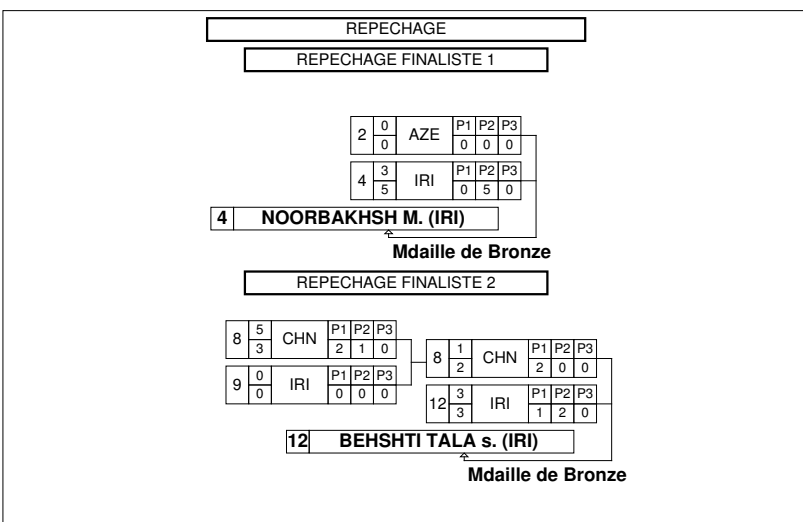 REPECHAGE
REPECHAGE FINALISTE 1
2 0 AZE P1 P2 P3
0 0 0 0
4 3 IRI P1 P2 P3
5 0 5 0
4 NOORBAKHSH M. (IRI)
Mdaille de Bronze
REPECHAGE FINALISTE 2
8 5 CHN P1 P2 P3
3 2 1 0
9 0 IRI P1 P2 P3
0 0 0 0
8 1 CHN P1 P2 P3
2 2 0 0
12 3 IRI P1 P2 P3
3 1 2 0
12 BEHSHTI TALA s. (IRI)
Mdaille de Bronze